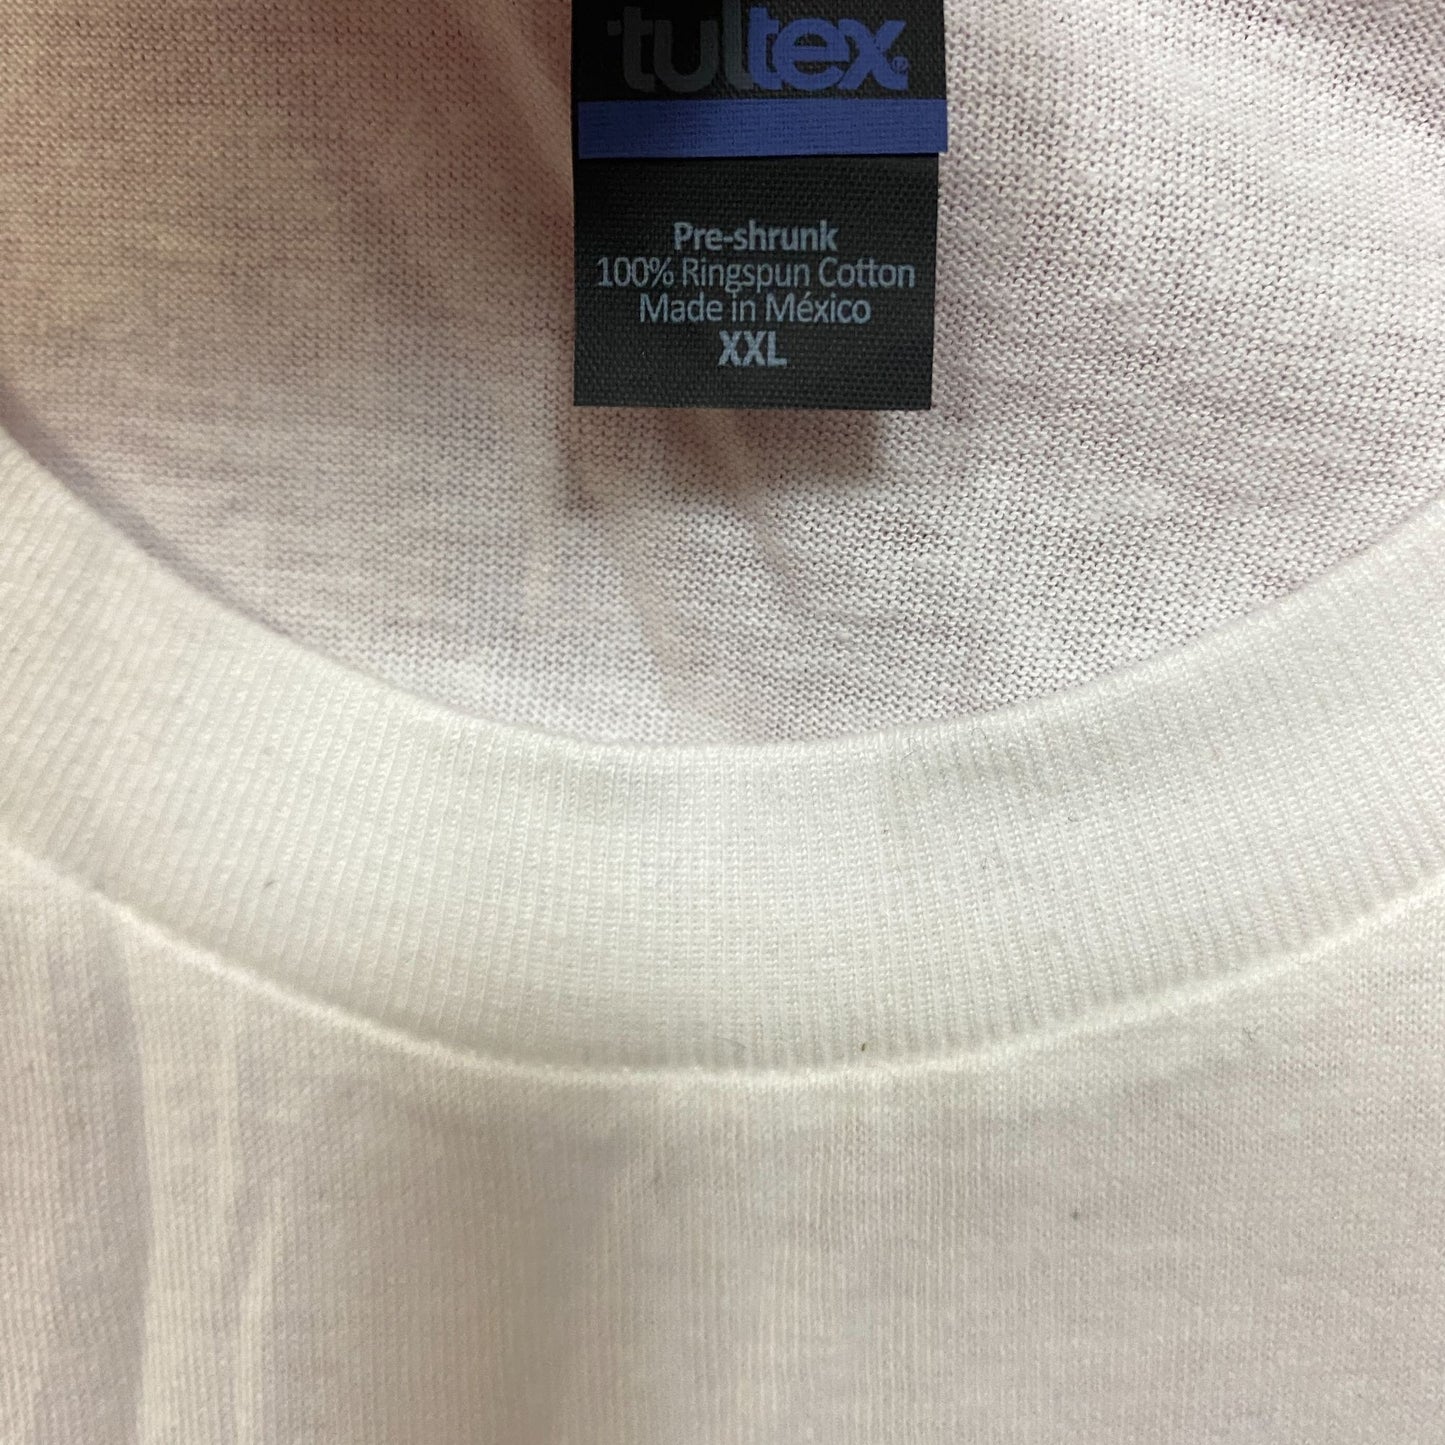 tultex®
Pre-shrunk
100% Ringspun Cotton
Made in México
XXL